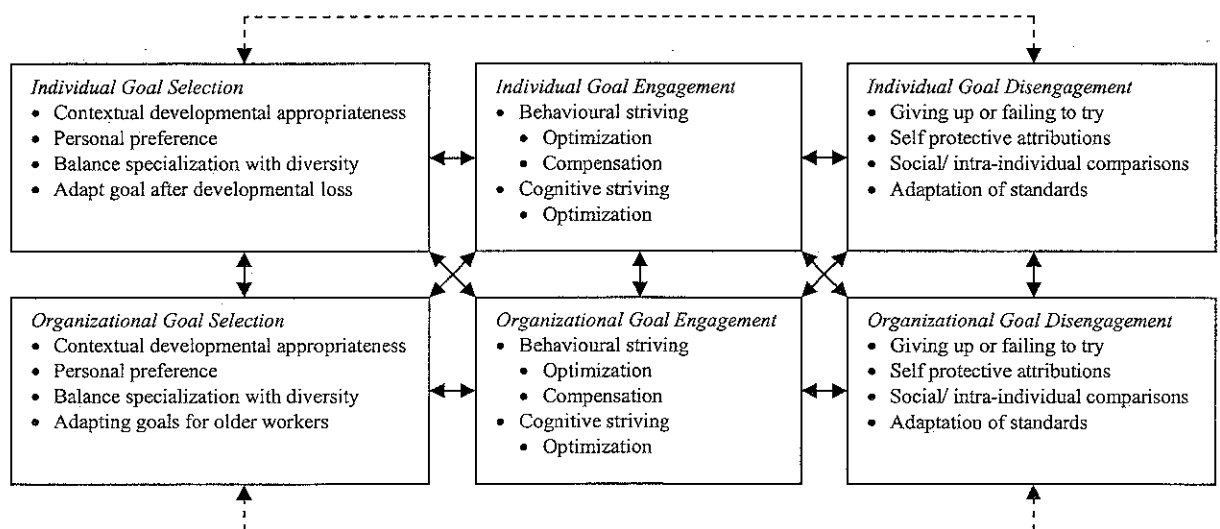 Individual Goal Selection
• Contextual developmental appropriateness
• Personal preference
• Balance specialization with diversity
• Adapt goal after developmental loss
Individual Goal Engagement
• Behavioural striving
• Optimization
• Compensation
• Cognitive striving
• Optimization
Individual Goal Disengagement
• Giving up or failing to try
• Self protective attributions
• Social/ intra-individual comparisons
• Adaptation of standards
Organizational Goal Selection
• Contextual developmental appropriateness
• Personal preference
• Balance specialization with diversity
• Adapting goals for older workers
Organizational Goal Engagement
• Behavioural striving
• Optimization
• Compensation
• Cognitive striving
• Optimization
Organizational Goal Disengagement
• Giving up or failing to try
• Self protective attributions
• Social/ intra-individual comparisons
• Adaptation of standards